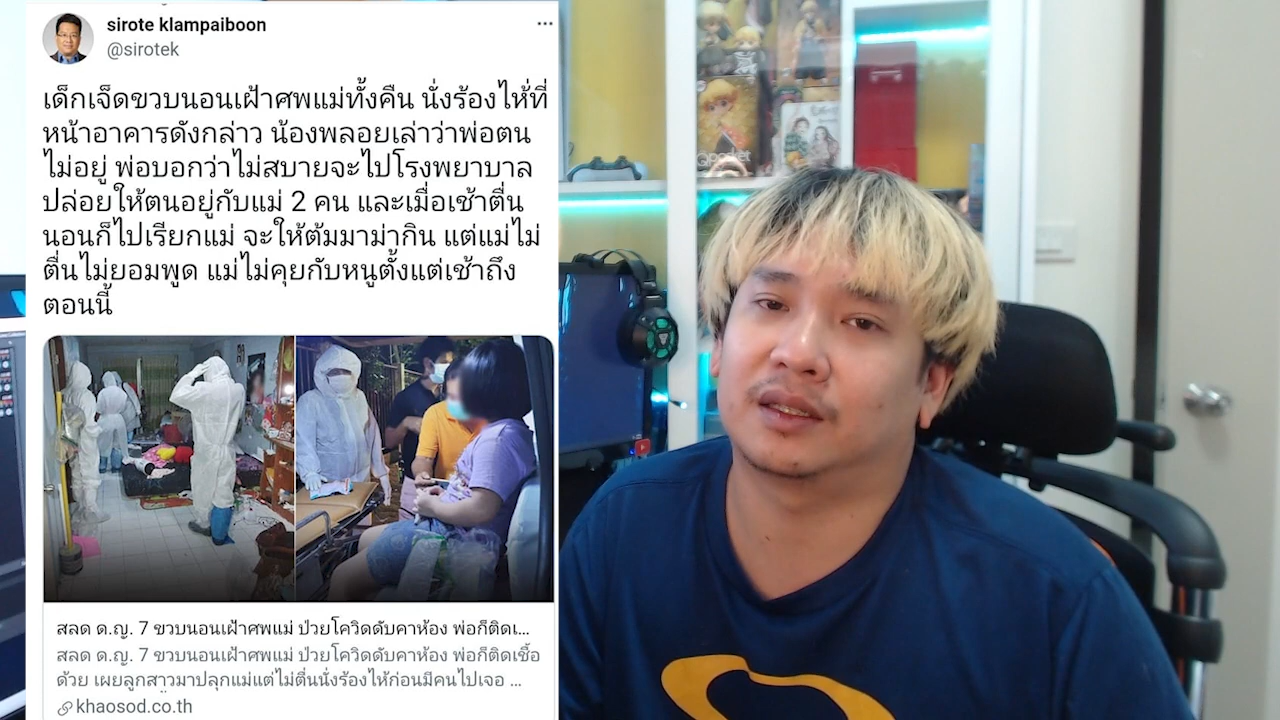 sirote klampaiboon
@sirotek
เด็กเจ็ดขวบนอนเฝ้าศพแม่ทั้งคืน นั่งร้องไห้ที่
หน้าอาคารดังกล่าว น้องพลอยเล่าว่าพ่อตน
ไม่อยู่ พ่อบอกว่าไม่สบายจะไปโรงพยาบาล
ปล่อยให้ตนอยู่กับแม่ 2 คน และเมื่อเช้าตื่น
นอนก็ไปเรียกแม่ จะให้ต้มมาม่ากิน แต่แม่ไม่
ตื่นไม่ยอมพูด แม่ไม่คุยกับหนูตั้งแต่เช้าถึง
ตอนนี้
สลด ด.ญ. 7 ขวบนอนเฝ้าศพแม่ ป่วยโควิดดับคาห้อง พ่อก็ติดเ...
สลด ด.ญ. 7 ขวบนอนเฝ้าศพแม่ ป่วยโควิดดับคาห้อง พ่อก็ติดเชื้อ
ด้วย เผยลูกสาวมาปลุกแม่แต่ไม่ตื่นนั่งร้องไห้ก่อนมีคนไปเจอ ...
khaosod.co.th
Qposket